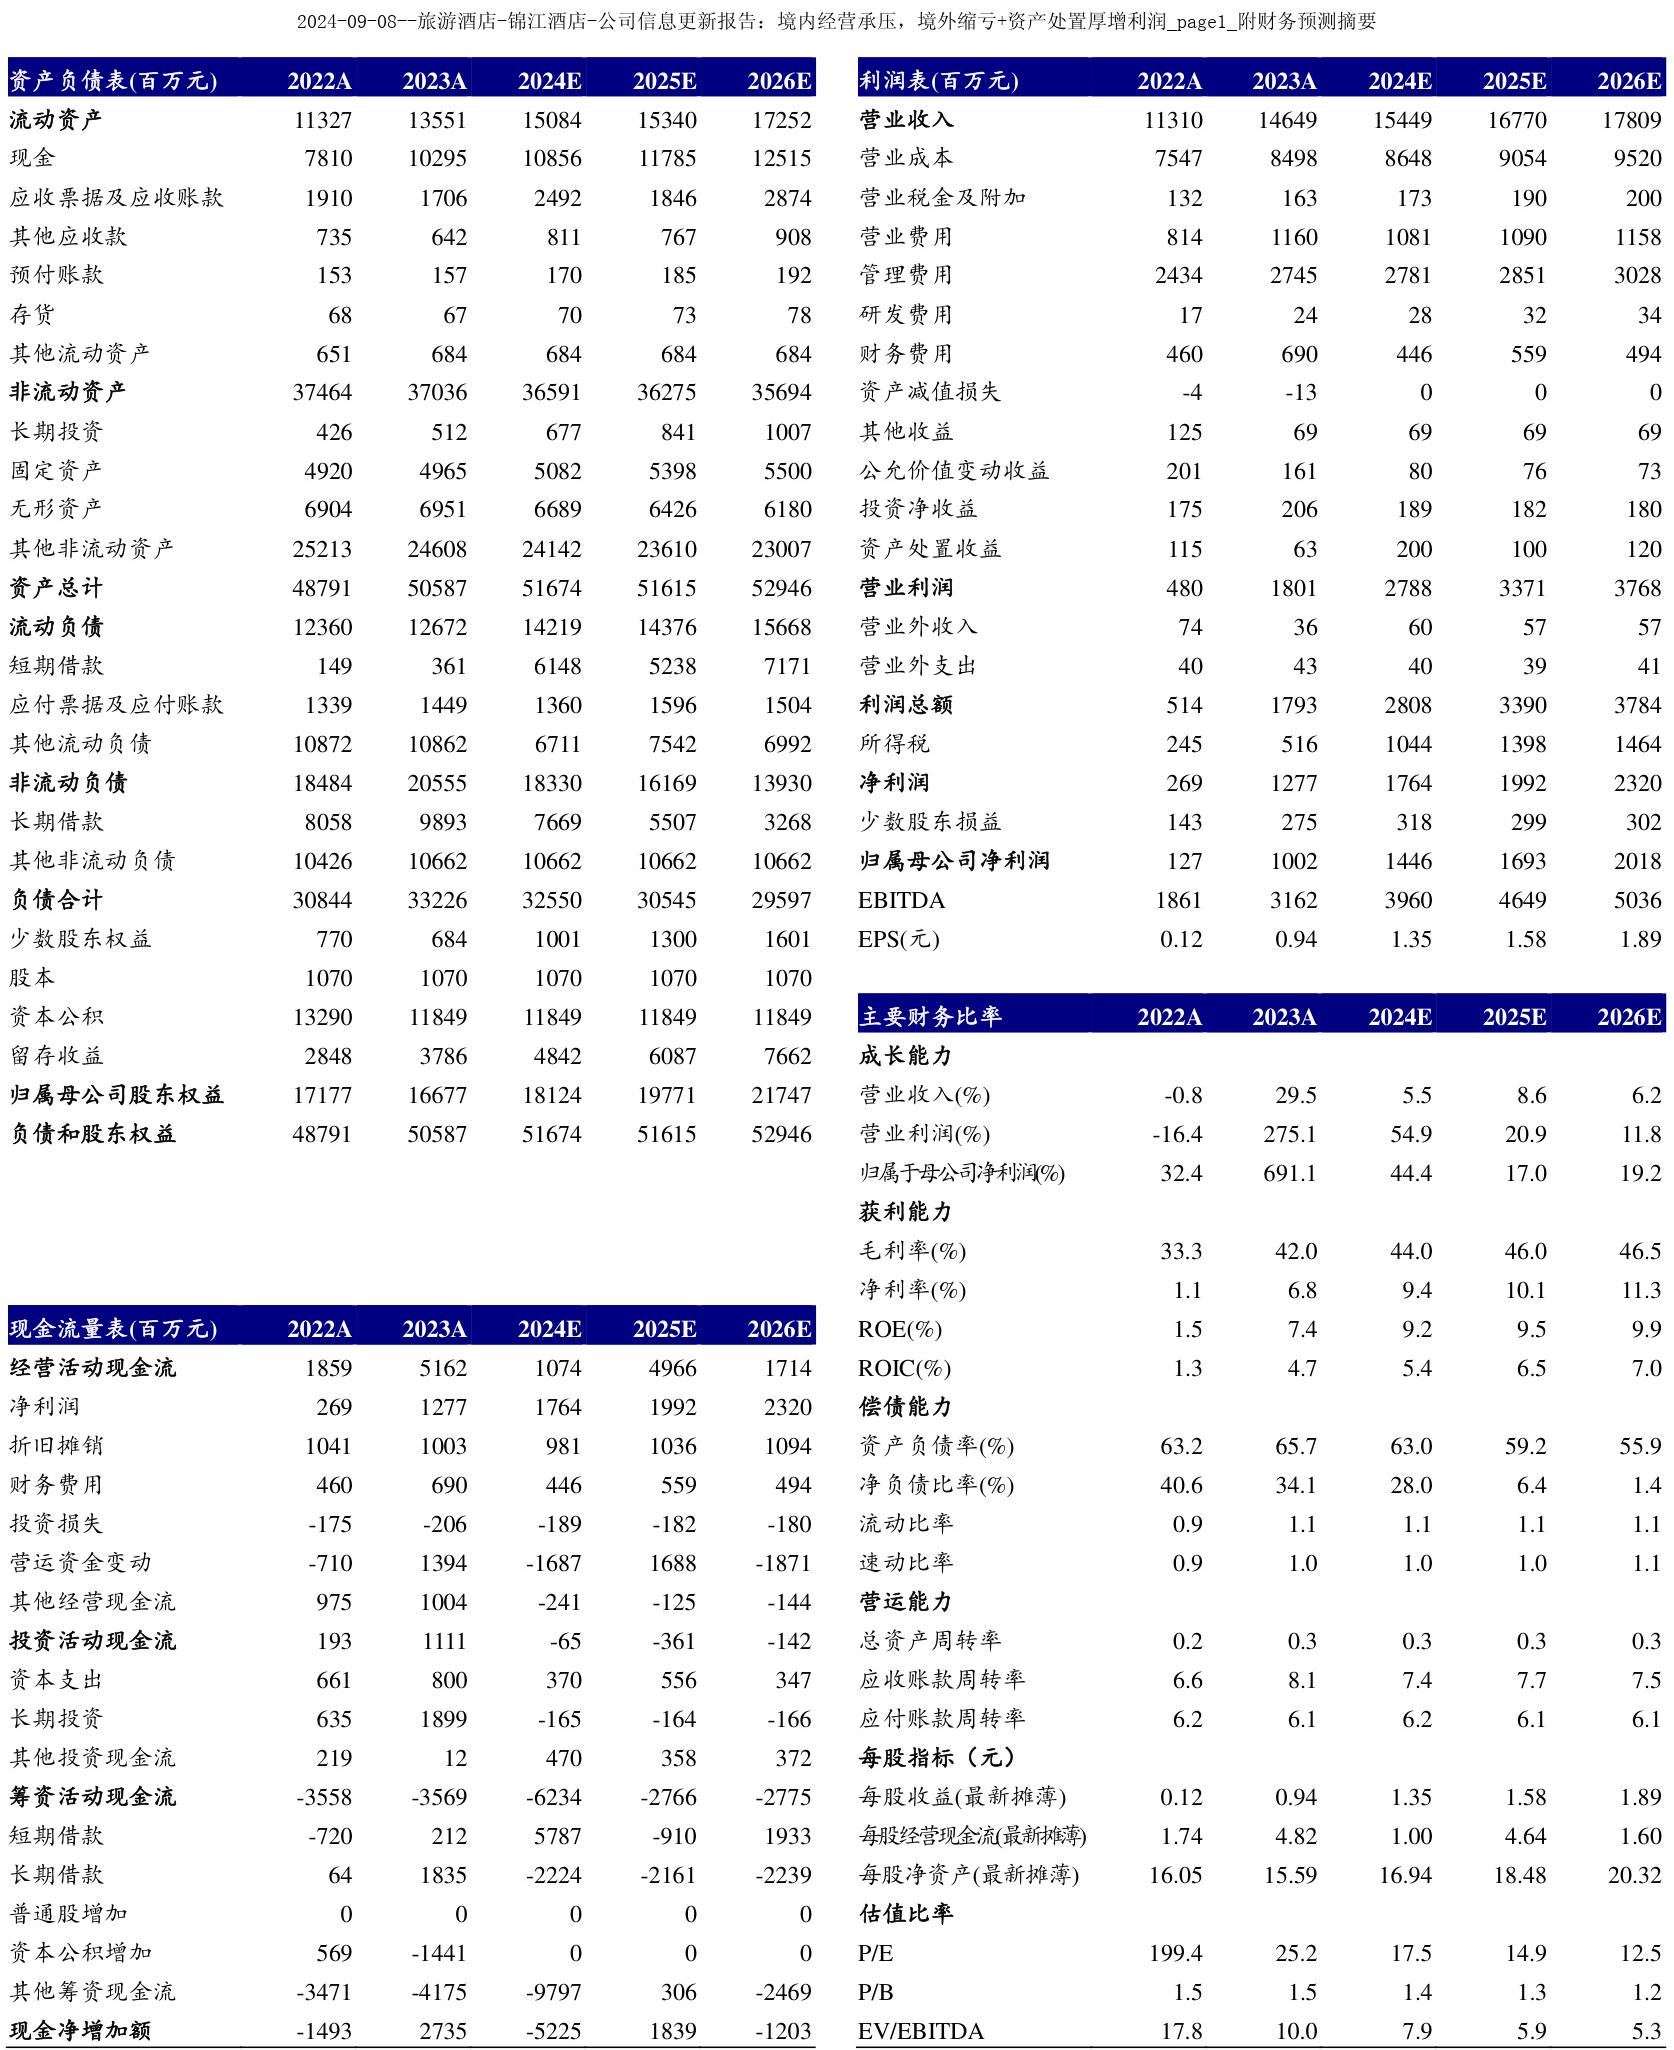 2024-09-08--旅游酒店-锦江酒店-公司信息更新报告：境内经营承压，境外缩亏+资产处置厚增利润_page1_附财务预测摘要
资产负债表(百万元) 2022A 2023A 2024E 2025E 2026E
流动资产 11327 13551 15084 15340 17252
现金 7810 10295 10856 11785 12515
应收票据及应收账款 1910 1706 2492 1846 2874
其他应收款 735 642 811 767 908
预付账款 153 157 170 185 192
存货 68 67 70 73 78
其他流动资产 651 684 684 684 684
非流动资产 37464 37036 36591 36275 35694
长期投资 426 512 677 841 1007
固定资产 4920 4965 5082 5398 5500
无形资产 6904 6951 6689 6426 6180
其他非流动资产 25213 24608 24142 23610 23007
资产总计 48791 50587 51674 51615 52946
流动负债 12360 12672 14219 14376 15668
短期借款 149 361 6148 5238 7171
应付票据及应付账款 1339 1449 1360 1596 1504
其他流动负债 10872 10862 6711 7542 6992
非流动负债 18484 20555 18330 16169 13930
长期借款 8058 9893 7669 5507 3268
其他非流动负债 10426 10662 10662 10662 10662
负债合计 30844 33226 32550 30545 29597
少数股东权益 770 684 1001 1300 1601
股本 1070 1070 1070 1070 1070
资本公积 13290 11849 11849 11849 11849
留存收益 2848 3786 4842 6087 7662
归属母公司股东权益 17177 16677 18124 19771 21747
负债和股东权益 48791 50587 51674 51615 52946
现金流量表(百万元) 2022A 2023A 2024E 2025E 2026E
经营活动现金流 1859 5162 1074 4966 1714
净利润 269 1277 1764 1992 2320
折旧摊销 1041 1003 981 1036 1094
财务费用 460 690 446 559 494
投资损失 -175 -206 -189 -182 -180
营运资金变动 -710 1394 -1687 1688 -1871
其他经营现金流 975 1004 -241 -125 -144
投资活动现金流 193 1111 -65 -361 -142
资本支出 661 800 370 556 347
长期投资 635 1899 -165 -164 -166
其他投资现金流 219 12 470 358 372
筹资活动现金流 -3558 -3569 -6234 -2766 -2775
短期借款 -720 212 5787 -910 1933
长期借款 64 1835 -2224 -2161 -2239
普通股增加 0 0 0 0 0
资本公积增加 569 -1441 0 0 0
其他筹资现金流 -3471 -4175 -9797 306 -2469
现金净增加额 -1493 2735 -5225 1839 -1203
利润表(百万元) 2022A 2023A 2024E 2025E 2026E
营业收入 11310 14649 15449 16770 17809
营业成本 7547 8498 8648 9054 9520
营业税金及附加 132 163 173 190 200
营业费用 814 1160 1081 1090 1158
管理费用 2434 2745 2781 2851 3028
研发费用 17 24 28 32 34
财务费用 460 690 446 559 494
资产减值损失 -4 -13 0 0 0
其他收益 125 69 69 69 69
公允价值变动收益 201 161 80 76 73
投资净收益 175 206 189 182 180
资产处置收益 115 63 200 100 120
营业利润 480 1801 2788 3371 3768
营业外收入 74 36 60 57 57
营业外支出 40 43 40 39 41
利润总额 514 1793 2808 3390 3784
所得税 245 516 1044 1398 1464
净利润 269 1277 1764 1992 2320
少数股东损益 143 275 318 299 302
归属母公司净利润 127 1002 1446 1693 2018
EBITDA 1861 3162 3960 4649 5036
EPS(元) 0.12 0.94 1.35 1.58 1.89
主要财务比率 2022A 2023A 2024E 2025E 2026E
成长能力
营业收入(%) -0.8 29.5 5.5 8.6 6.2
营业利润(%) -16.4 275.1 54.9 20.9 11.8
归属于母公司净利润(%) 32.4 691.1 44.4 17.0 19.2
获利能力
毛利率(%) 33.3 42.0 44.0 46.0 46.5
净利率(%) 1.1 6.8 9.4 10.1 11.3
ROE(%) 1.5 7.4 9.2 9.5 9.9
ROIC(%) 1.3 4.7 5.4 6.5 7.0
偿债能力
资产负债率(%) 63.2 65.7 63.0 59.2 55.9
净负债比率(%) 40.6 34.1 28.0 6.4 1.4
流动比率 0.9 1.1 1.1 1.1 1.1
速动比率 0.9 1.0 1.0 1.0 1.1
营运能力
总资产周转率 0.2 0.3 0.3 0.3 0.3
应收账款周转率 6.6 8.1 7.4 7.7 7.5
应付账款周转率 6.2 6.1 6.2 6.1 6.1
每股指标（元）
每股收益(最新摊薄) 0.12 0.94 1.35 1.58 1.89
每股经营现金流(最新摊薄) 1.74 4.82 1.00 4.64 1.60
每股净资产(最新摊薄) 16.05 15.59 16.94 18.48 20.32
估值比率
P/E 199.4 25.2 17.5 14.9 12.5
P/B 1.5 1.5 1.4 1.3 1.2
EV/EBITDA 17.8 10.0 7.9 5.9 5.3